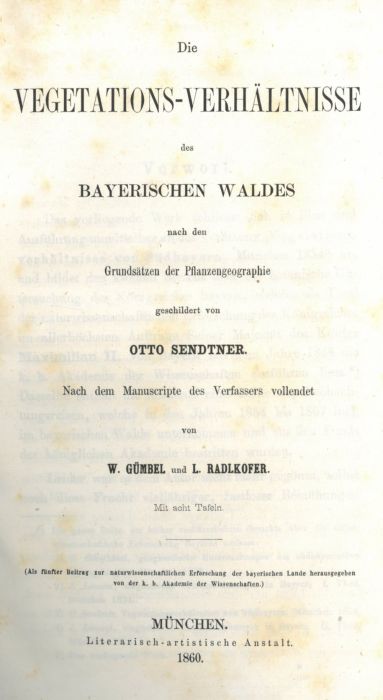 Die
VEGETATIONS-VERHÄLTNISSE
des
BAYERISCHEN WALDES
nach den
Grundsätzen der Pflanzengeographie
geschildert von
OTTO SENDTNER.
Nach dem Manuscripte des Verfassers vollendet
von
W. GÜMBEL und L. RADLKOFER.
Mit acht Tafeln.
(Als fünfter Beitrag zur naturwissenschaftlichen Erforschung der bayerischen Lande herausgegeben
von der k. b. Akademie der Wissenschaften.)
MÜNCHEN.
Literarisch-artistische Anstalt.
1860.